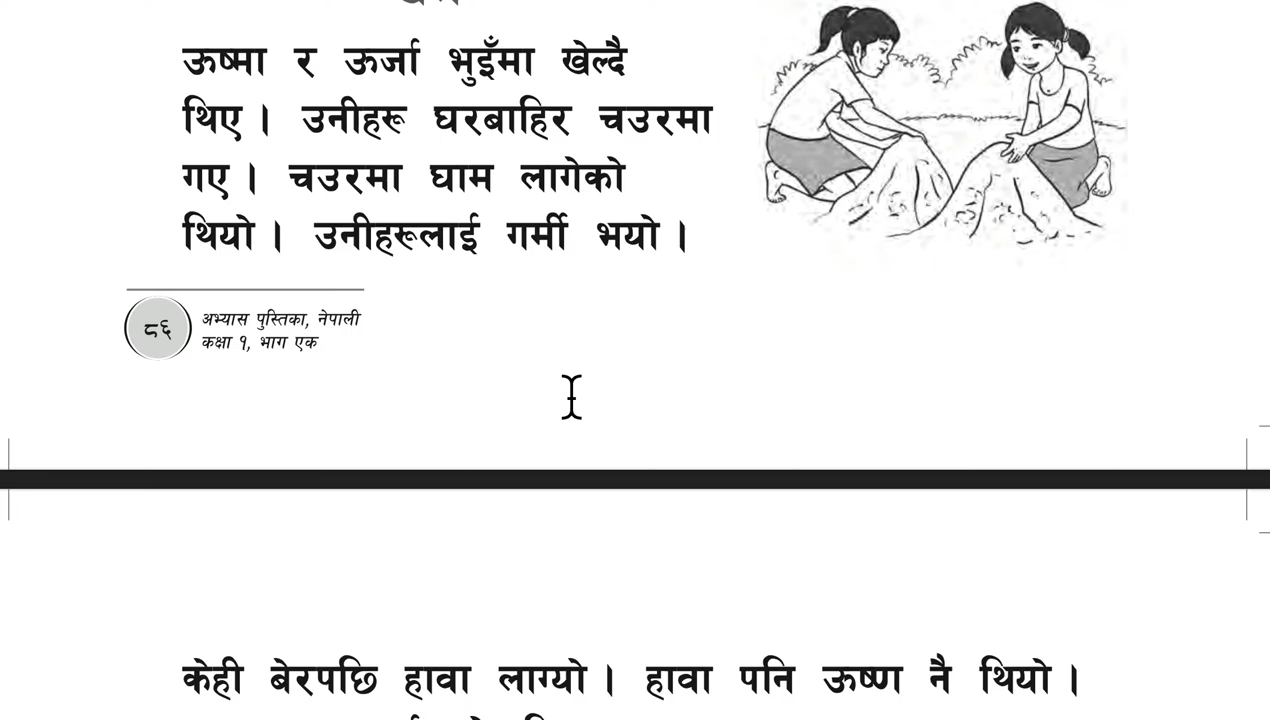 ऊष्मा र ऊर्जा भुइँमा खेल्दै
थिए । उनीहरू घरबाहिर चउरमा
गए । चउरमा घाम लागेको
थियो । उनीहरूलाई गर्मी भयो ।
८६
अभ्यास पुस्तिका, नेपाली
कक्षा १, भाग एक
केही बेरपछि हावा लाग्यो । हावा पनि ऊष्ण नै थियो ।